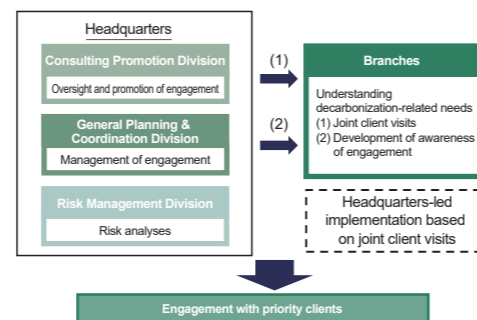 Headquarters
Consulting Promotion Division
Oversight and promotion of engagement
General Planning &
Coordination Division
Management of engagement
Risk Management Division
Risk analyses
(1)
(2)
Branches
Understanding
decarbonization-related needs
(1) Joint client visits
(2) Development of awareness
of engagement
Headquarters-led
implementation based
on joint client visits
Engagement with priority clients